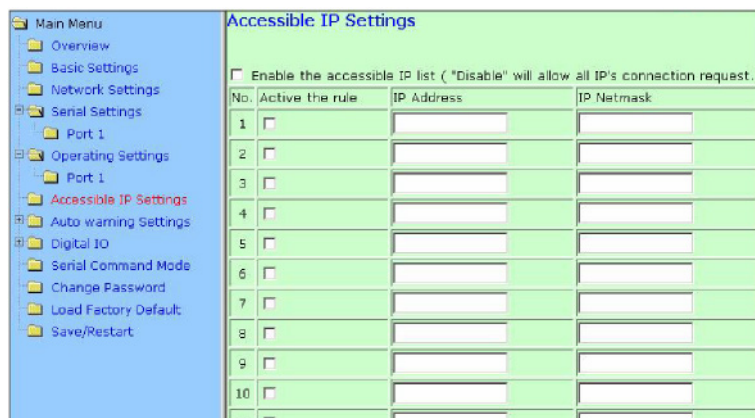 Main Menu
Overview
Basic Settings
Network Settings
Serial Settings
Port 1
Operating Settings
Port 1
Accessible IP Settings
Auto warning Settings
Digital IO
Serial Command Mode
Change Password
Load Factory Default
Save/Restart
Accessible IP Settings
Enable the accessible IP list ( "Disable" will allow all IP's connection request.
No. Active the rule IP Address IP Netmask
1
2
3
4
5
6
7
8
9
10